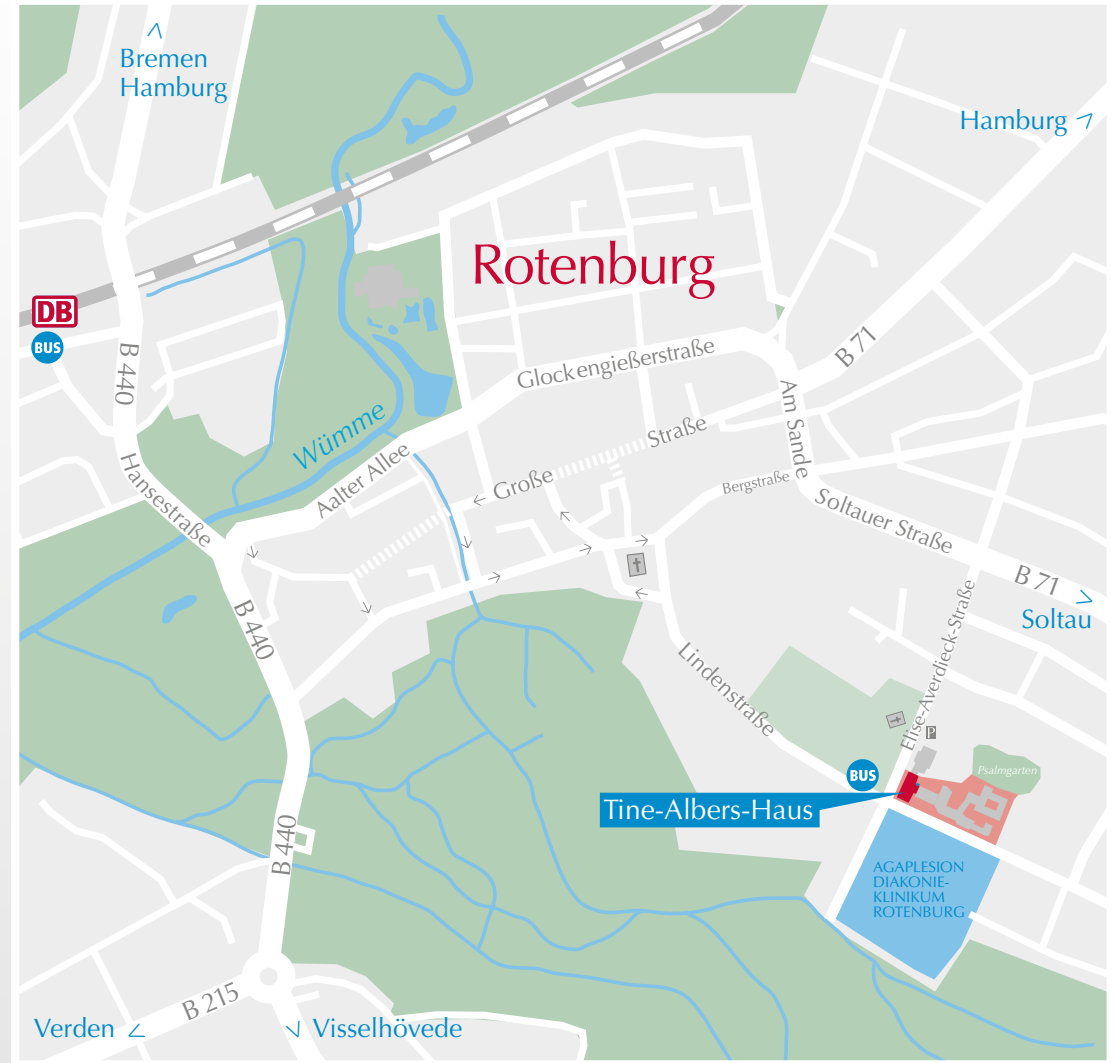 Bremen
Hamburg
Hamburg
Rotenburg
DB
BUS
B 440
B 71
Glockengießerstraße
Am Sande
Wümme
Straße
Hansestraße
Aalter Allee
Große
Bergstraße
Soltauer Straße
B 71
Soltau
B 440
Elise-Averdieck-Straße
Lindenstraße
P
BUS
Psalmgarten
Tine-Albers-Haus
B 440
AGAPLESION
DIAKONIE-
KLINIKUM
ROTENBURG
B 215
Verden
Visselhövede